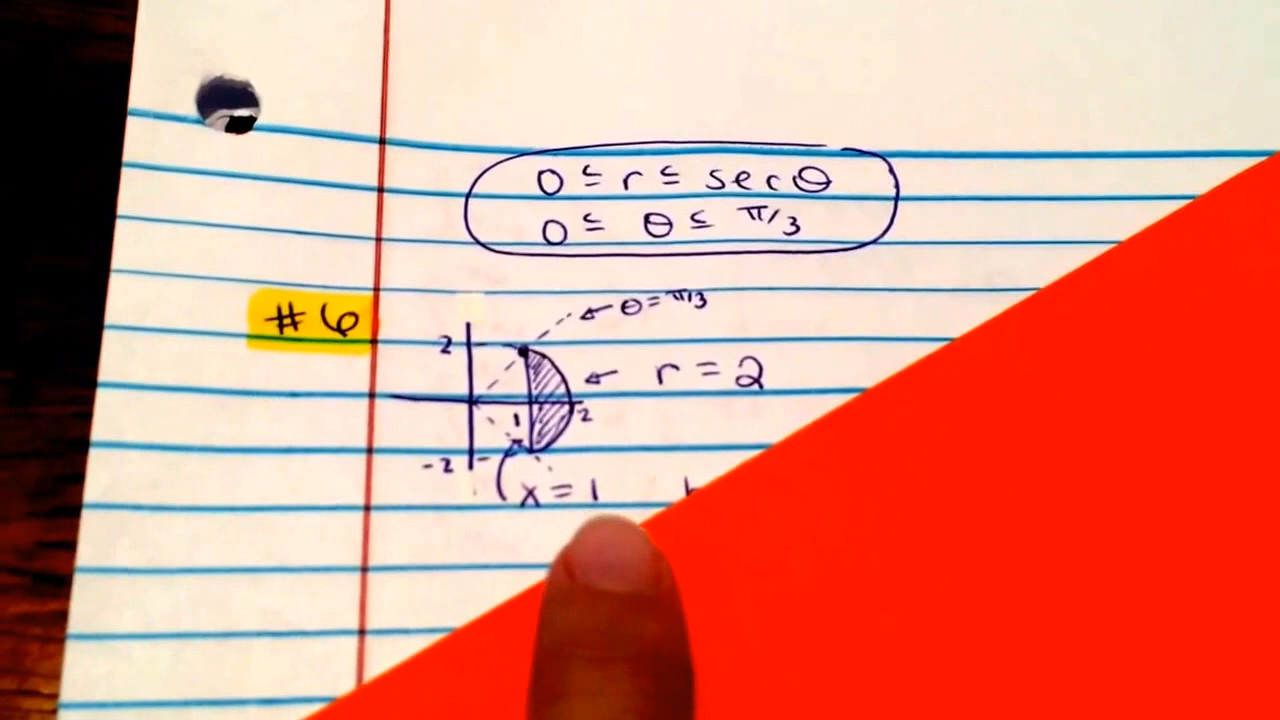 0 ≤ r ≤ sec θ
0 ≤ θ ≤ π/3
#6
← θ = π/3
2
← r = 2
1
2
-2
x = 1